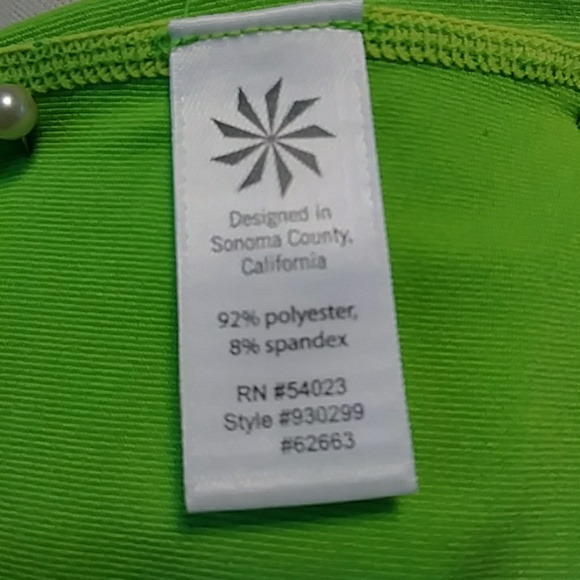 Designed in
Sonoma County,
California
92% polyester,
8% spandex
RN #54023
Style #930299
#62663